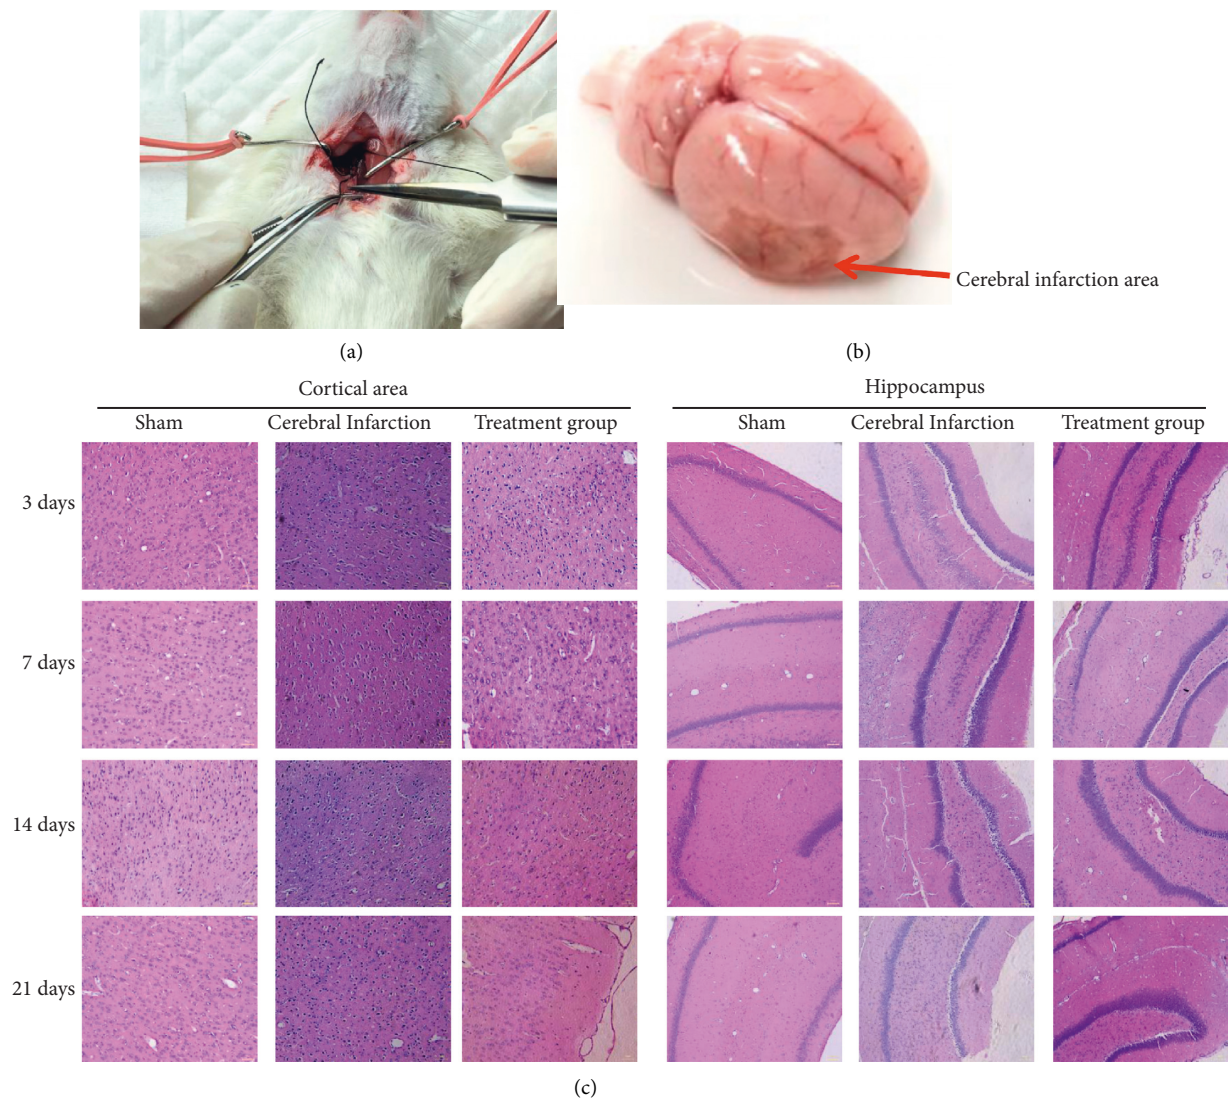 Cerebral infarction area
(a)
(b)
Cortical area
Hippocampus
Sham
Cerebral Infarction
Treatment group
Sham
Cerebral Infarction
Treatment group
3 days
7 days
14 days
21 days
(c)